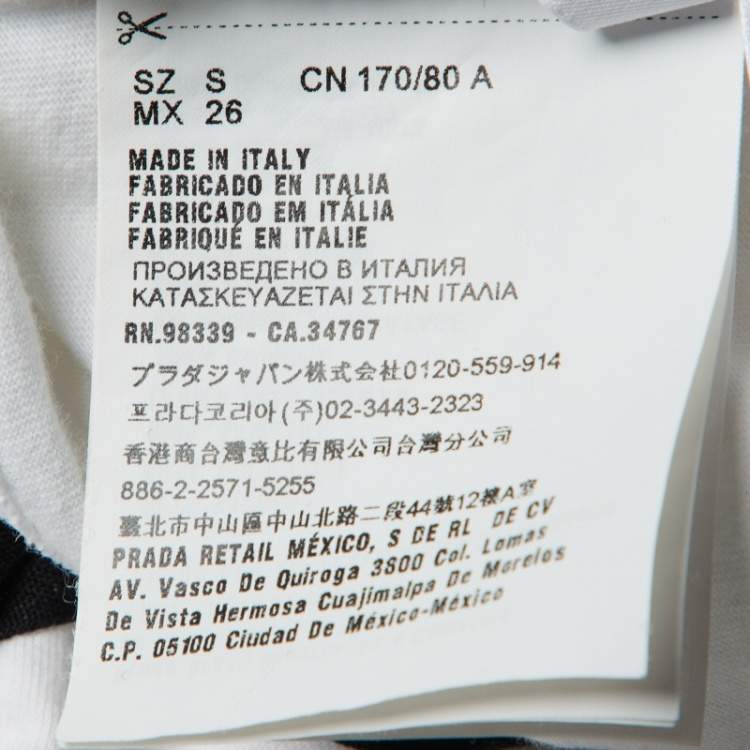 SZ S CN 170/80 A
MX 26
MADE IN ITALY
FABRICADO EN ITALIA
FABRICADO EM ITÁLIA
FABRIQUÉ EN ITALIE
ПРОИЗВЕДЕНО В ИТАЛИЯ
ΚΑΤΑΣΚΕΥΑΖΕΤΑΙ ΣΤΗΝ ΙΤΑΛΙΑ
RN.98339 - CA.34767
プラダジャパン株式会社0120-559-914
프라다코리아(주)02-3443-2323
香港商台灣意比有限公司台灣分公司
886-2-2571-5255
臺北市中山區中山北路二段44號12樓A室
PRADA RETAIL MÉXICO, S DE RL DE CV
AV. Vasco De Quiroga 3800 Col. Lomas
De Vista Hermosa Cuajimalpa De Morelos
C.P. 05100 Ciudad De México-México